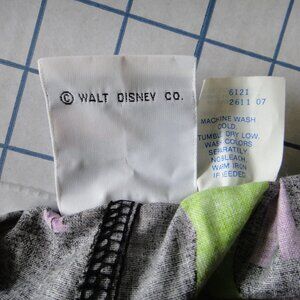 © WALT DISNEY CO.
6121
2611 07
MACHINE WASH
COLD.
TUMBLE DRY LOW,
WASH COLORS
SEPARATLY
NO BLEACH,
WARM IRON
IF NEEDED